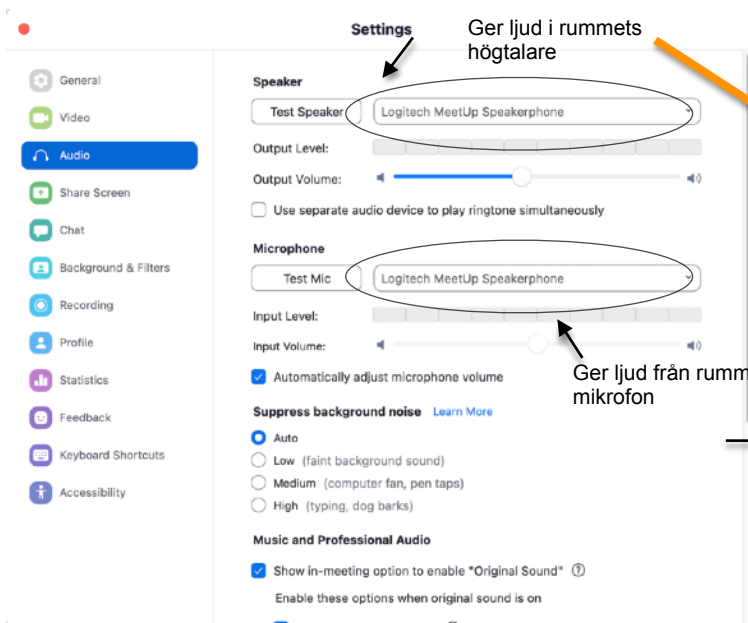 Settings
Ger ljud i rummets
högtalare
General
Video
Audio
Share Screen
Chat
Background & Filters
Recording
Profile
Statistics
Feedback
Keyboard Shortcuts
Accessibility
Speaker
Test Speaker
Logitech MeetUp Speakerphone
Output Level:
Output Volume:
Use separate audio device to play ringtone simultaneously
Microphone
Test Mic
Logitech MeetUp Speakerphone
Input Level:
Input Volume:
Automatically adjust microphone volume
Ger ljud från rumm
mikrofon
Suppress background noise Learn More
Auto
Low (faint background sound)
Medium (computer fan, pen taps)
High (typing, dog barks)
Music and Professional Audio
Show in-meeting option to enable "Original Sound" ?
Enable these options when original sound is on